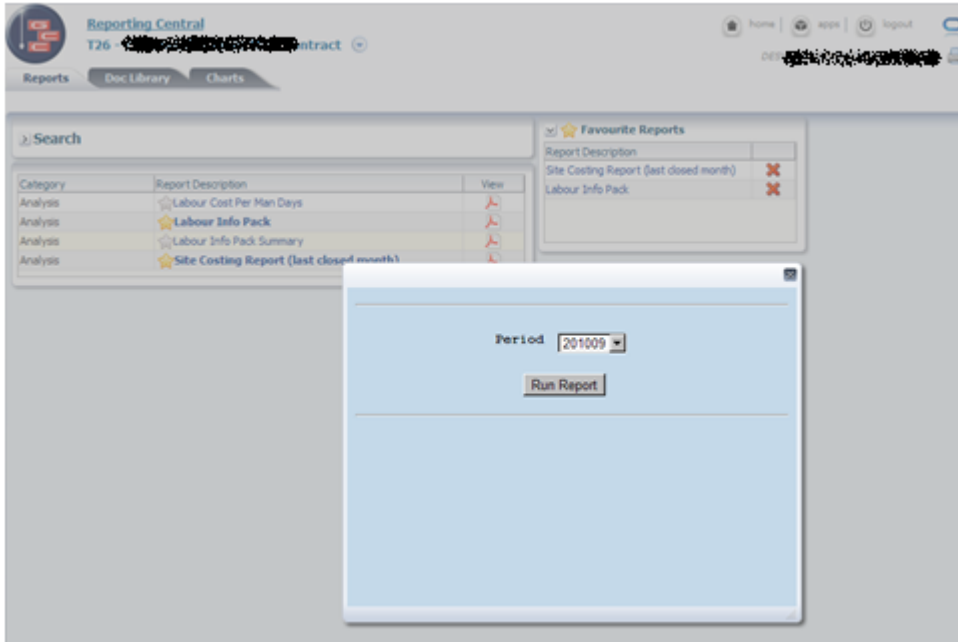 Reporting Central
home | apps | logout
T26 - ntract
Reports Doc Library Charts
Search
Category Report Description View
Analysis Labour Cost Per Man Days
Analysis Labour Info Pack
Analysis Labour Info Pack Summary
Analysis Site Costing Report (last closed month)
Favourite Reports
Report Description
Site Costing Report (last closed month)
Labour Info Pack
Period 201009
Run Report